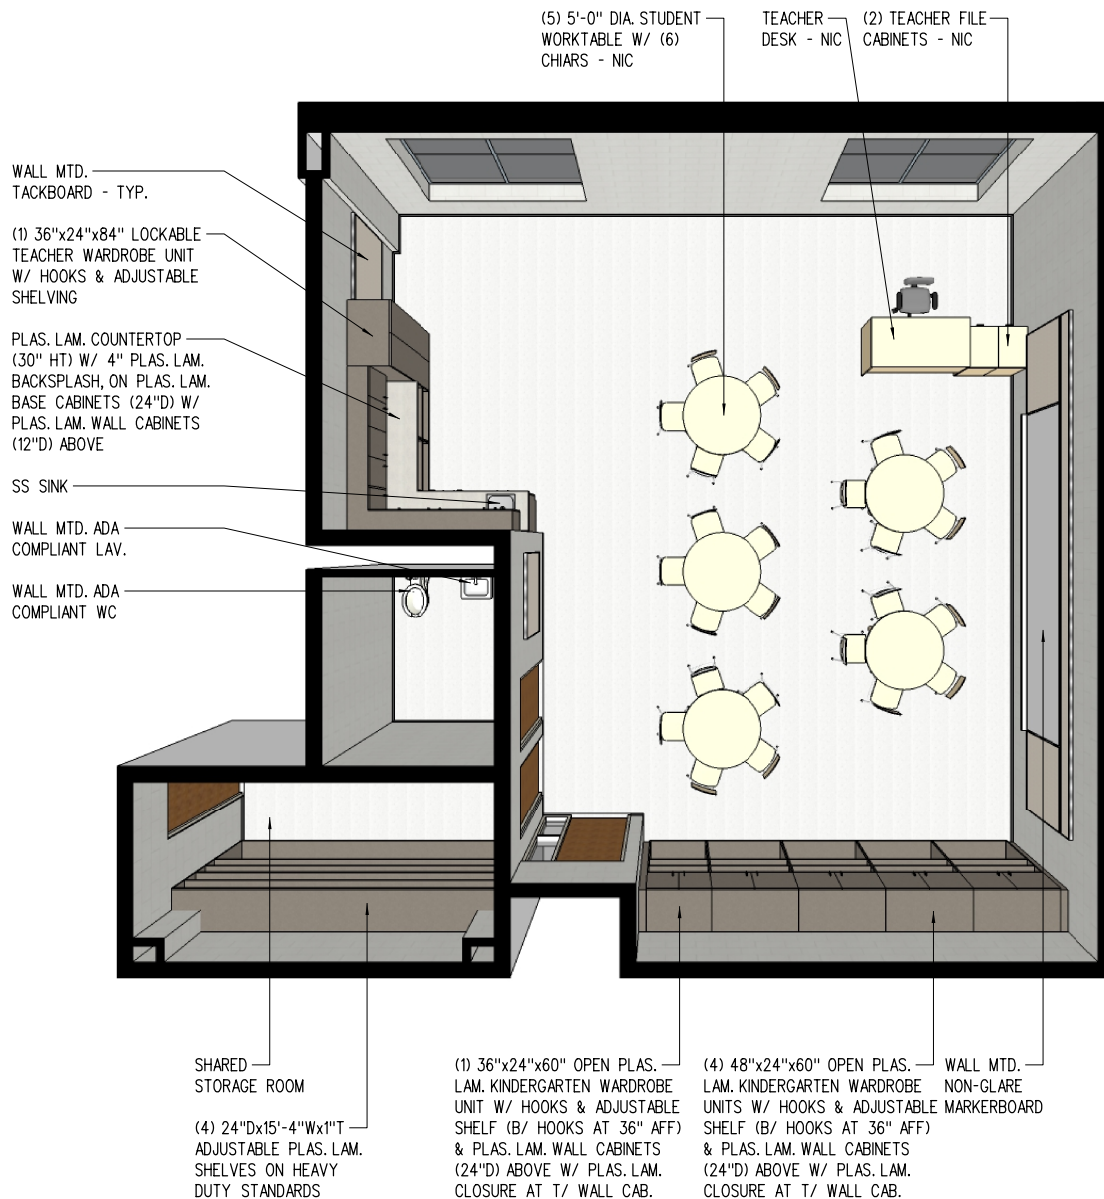 (5) 5'-0" DIA. STUDENT
WORKTABLE W/ (6)
CHIARS - NIC
TEACHER
DESK - NIC
(2) TEACHER FILE
CABINETS - NIC
WALL MTD.
TACKBOARD - TYP.
(1) 36"x24"x84" LOCKABLE
TEACHER WARDROBE UNIT
W/ HOOKS & ADJUSTABLE
SHELVING
PLAS. LAM. COUNTERTOP
(30" HT) W/ 4" PLAS. LAM.
BACKSPLASH, ON PLAS. LAM.
BASE CABINETS (24"D) W/
PLAS. LAM. WALL CABINETS
(12"D) ABOVE
SS SINK
WALL MTD. ADA
COMPLIANT LAV.
WALL MTD. ADA
COMPLIANT WC
SHARED
STORAGE ROOM
(4) 24"Dx15'-4"Wx1"T
ADJUSTABLE PLAS. LAM.
SHELVES ON HEAVY
DUTY STANDARDS
(1) 36"x24"x60" OPEN PLAS.
LAM. KINDERGARTEN WARDROBE
UNIT W/ HOOKS & ADJUSTABLE
SHELF (B/ HOOKS AT 36" AFF)
& PLAS. LAM. WALL CABINETS
(24"D) ABOVE W/ PLAS. LAM.
CLOSURE AT T/ WALL CAB.
(4) 48"x24"x60" OPEN PLAS.
LAM. KINDERGARTEN WARDROBE
UNITS W/ HOOKS & ADJUSTABLE
SHELF (B/ HOOKS AT 36" AFF)
& PLAS. LAM. WALL CABINETS
(24"D) ABOVE W/ PLAS. LAM.
CLOSURE AT T/ WALL CAB.
WALL MTD.
NON-GLARE
MARKERBOARD